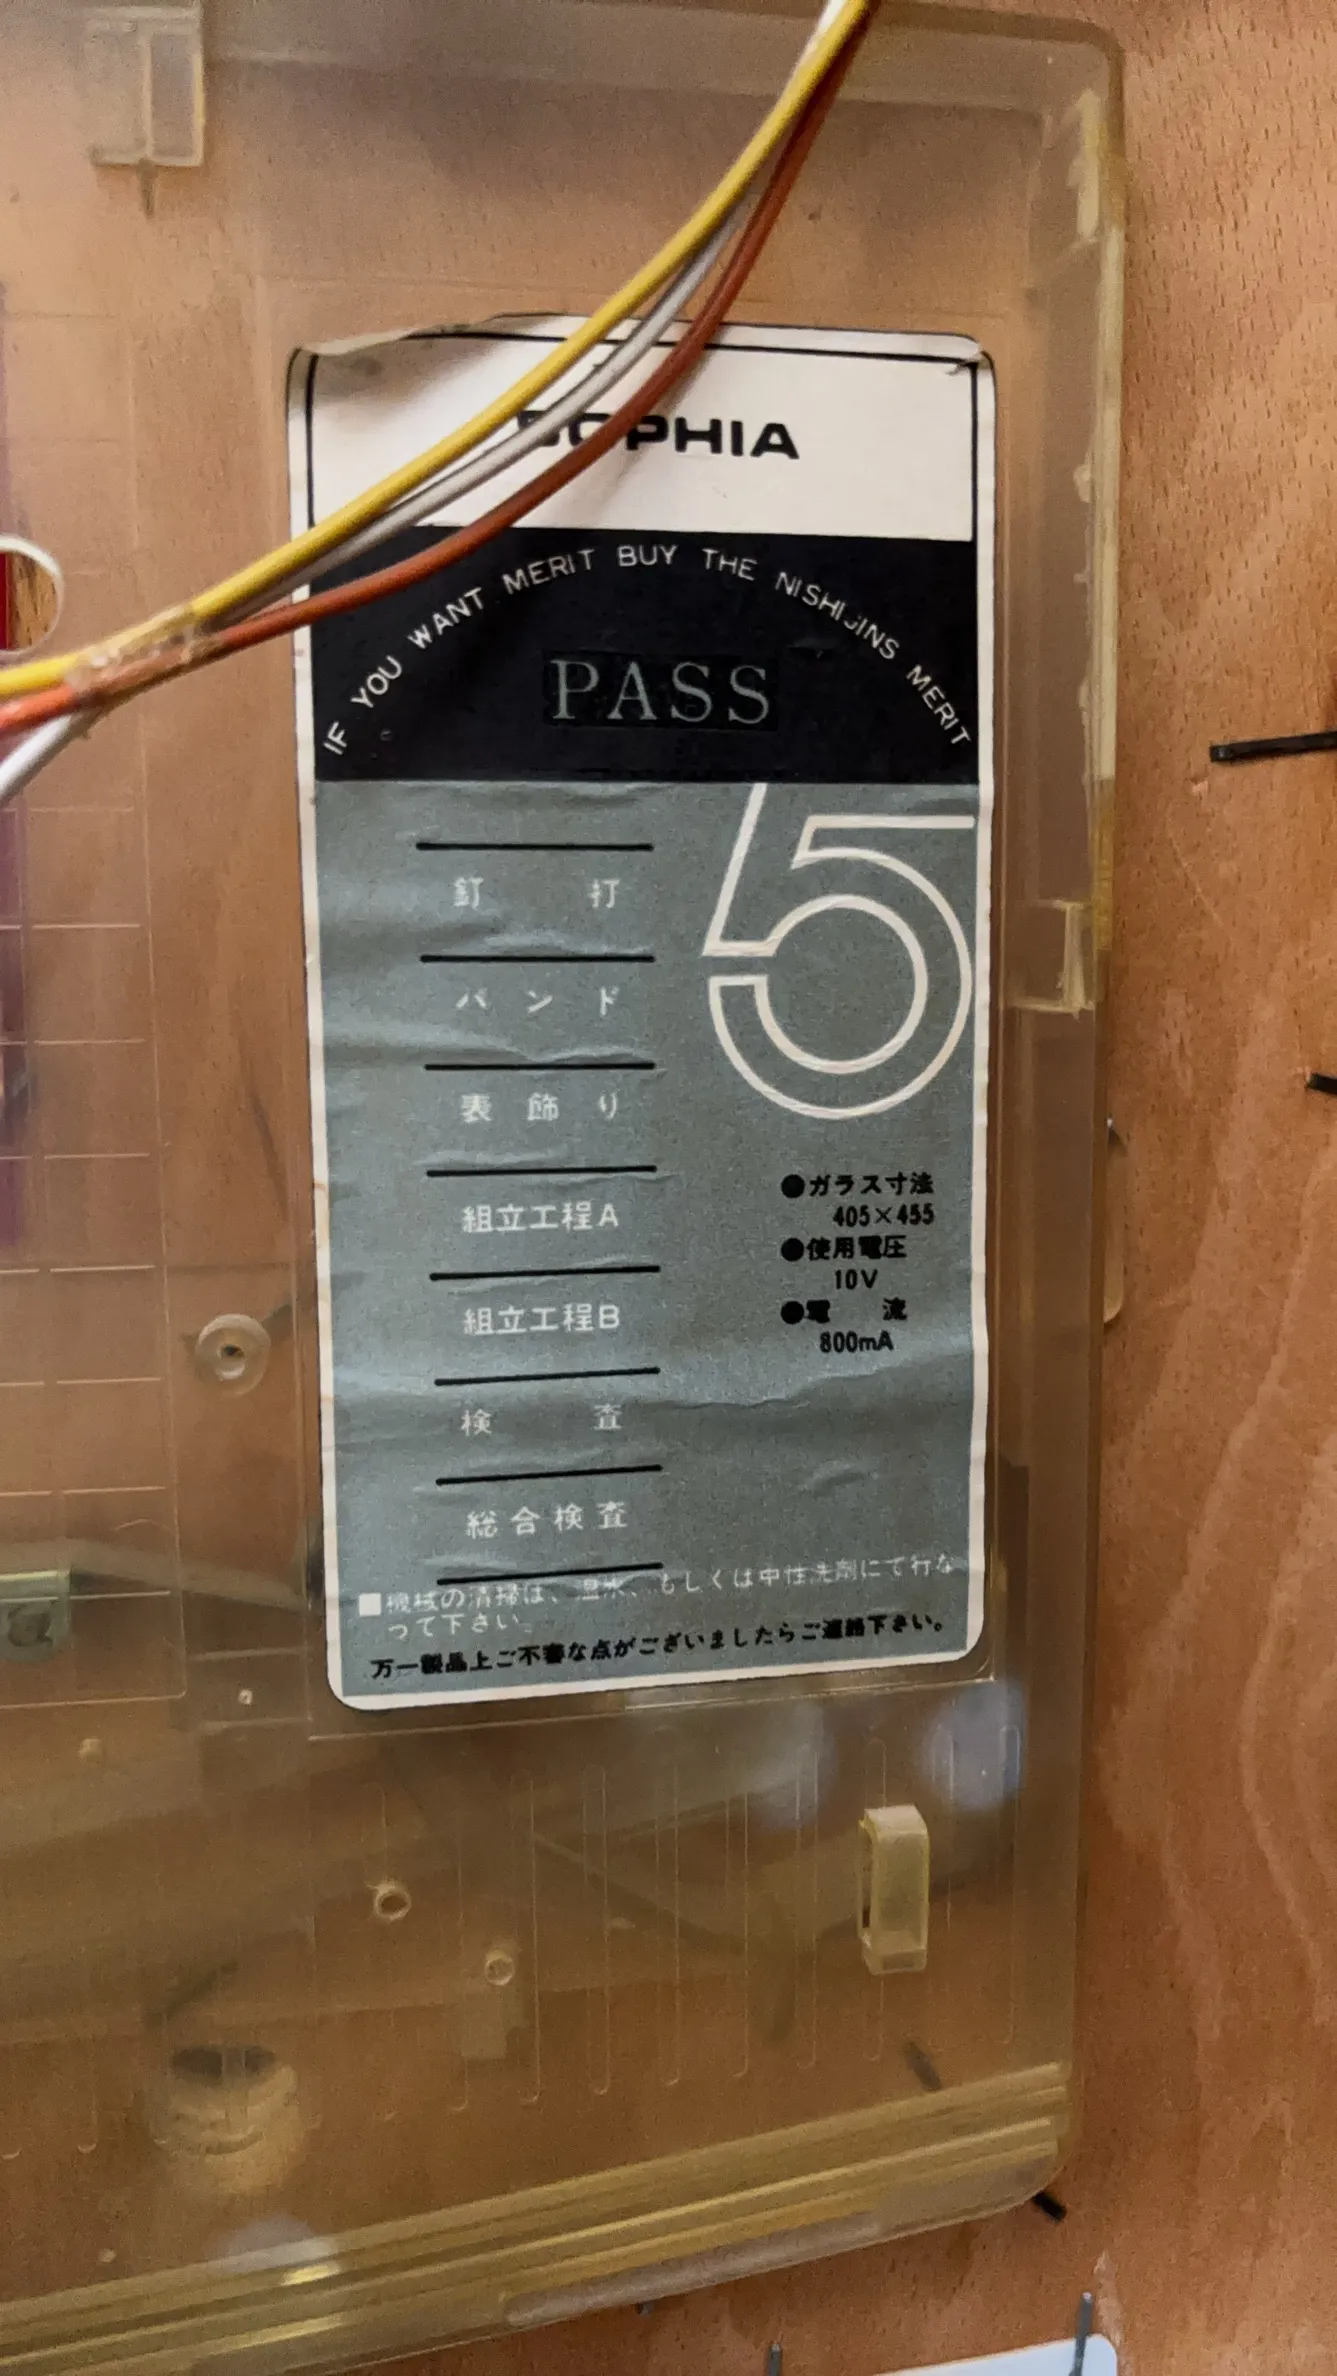 SOPHIA
IF YOU WANT MERIT BUY THE NISHIJINS MERIT
PASS
5
釘打
バンド
表飾り
組立工程A
組立工程B
検査
総合検査
●ガラス寸法
405×455
●使用電圧
10V
●電流
800mA
■機械の清掃は、温水、もしくは中性洗剤にて行な
って下さい。
万一製品上ご不審な点がございましたらご連絡下さい。